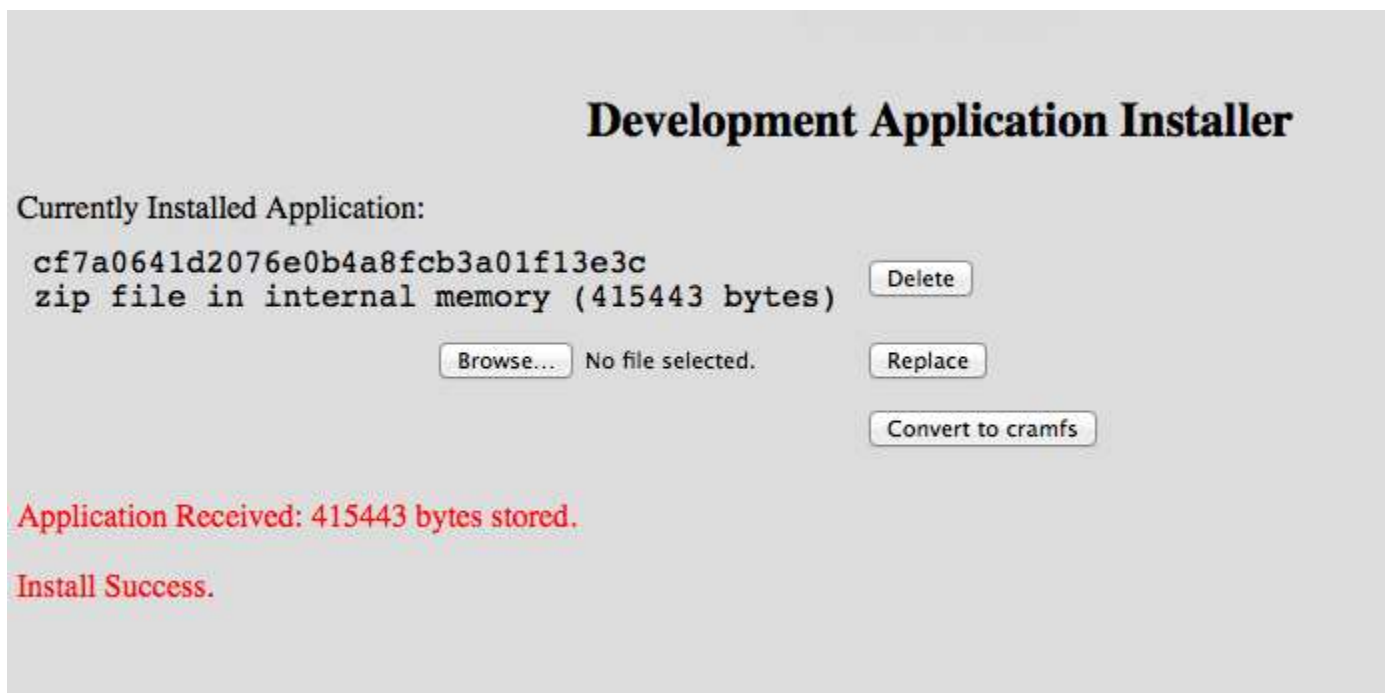 Development Application Installer
Currently Installed Application:
cf7a0641d2076e0b4a8fcb3a01f13e3c
zip file in internal memory (415443 bytes)
Delete
Browse... No file selected.
Replace
Convert to cramfs
Application Received: 415443 bytes stored.
Install Success.